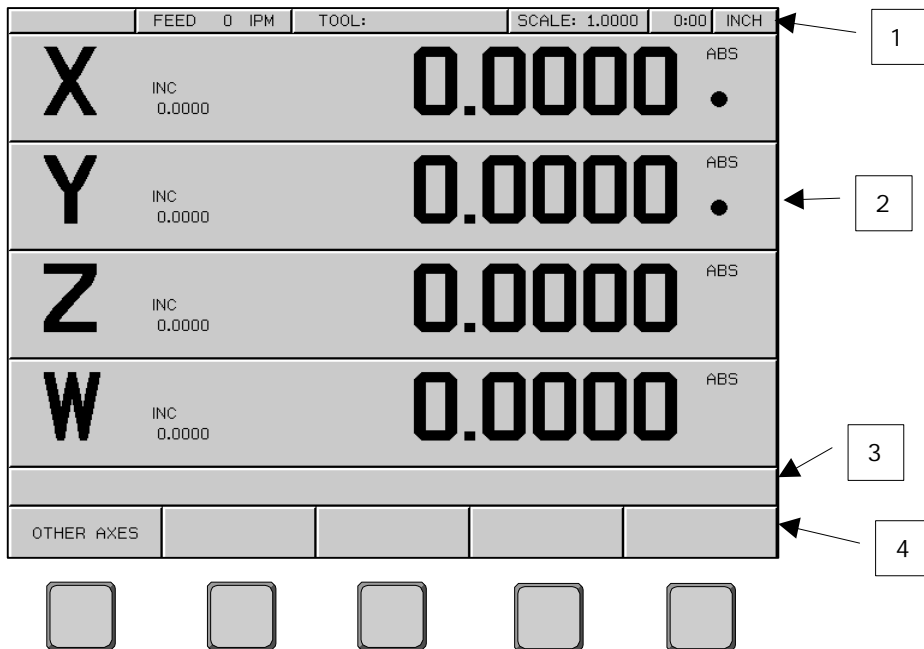 FEED 0 IPM TOOL: SCALE: 1.0000 0:00 INCH
1
X INC 0.0000 0.0000 ABS
Y INC 0.0000 0.0000 ABS
2
Z INC 0.0000 0.0000 ABS
W INC 0.0000 0.0000 ABS
3
OTHER AXES
4